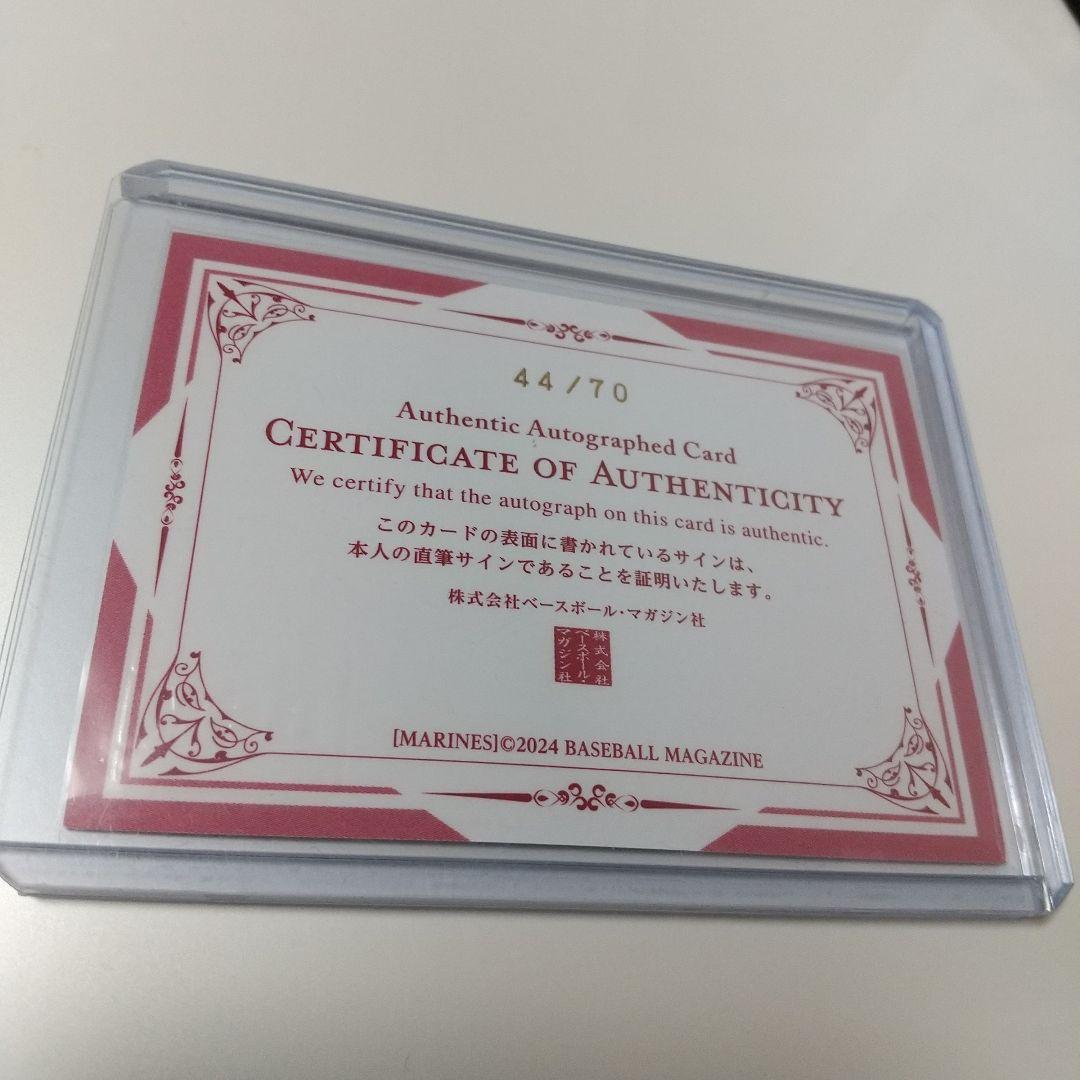 44/70
Authentic Autographed Card
CERTIFICATE OF AUTHENTICITY
We certify that the autograph on this card is authentic.
このカードの表面に書かれているサインは、
本人の直筆サインであることを証明いたします。
株式会社ベースボール・マガジン社
株式会社
ベースボール・
マガジン社
[MARINES]©2024 BASEBALL MAGAZINE